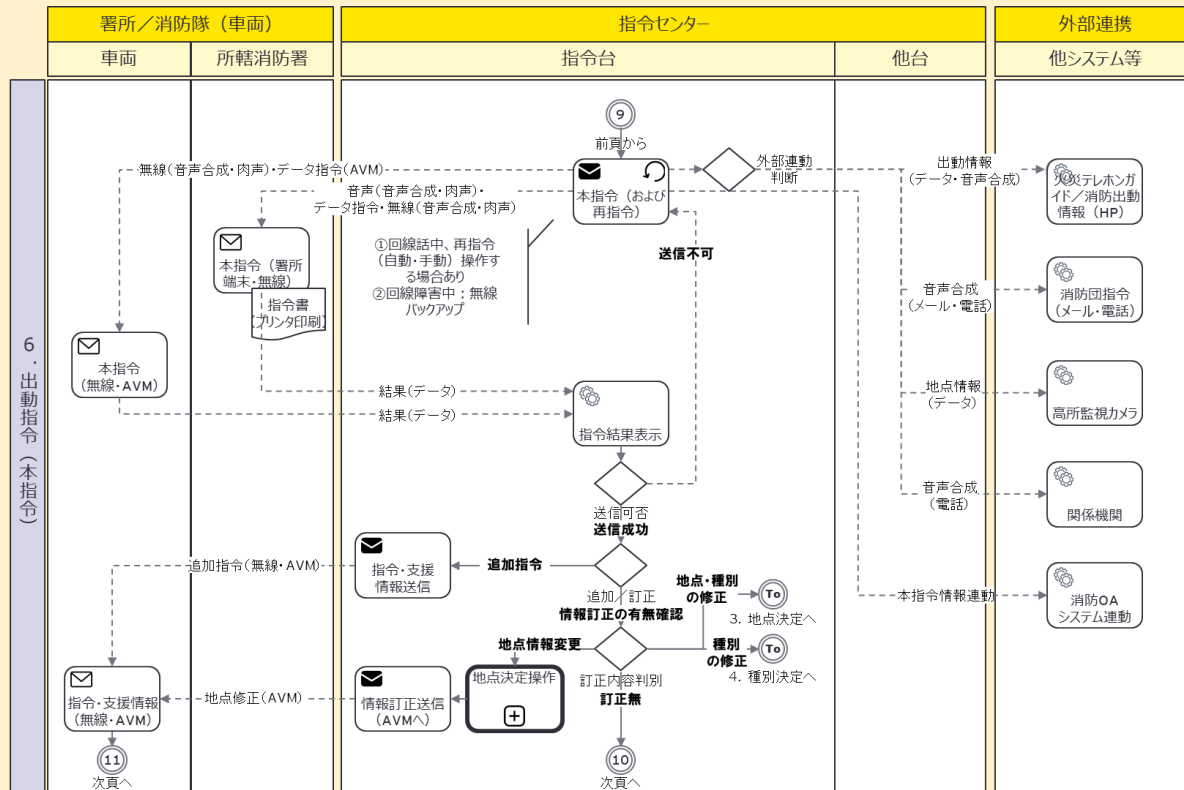 署所／消防隊（車両）
指令センター
外部連携
車両
所轄消防署
指令台
他台
他システム等
6．出動指令（本指令）
9
前頁から
無線(音声合成・肉声)・データ指令(AVM)
本指令（および
再指令）
外部連動
判断
出動情報
(データ・音声合成)
火災テレホンガ
イド／消防出動
情報（HP）
音声(音声合成・肉声)・
データ指令・無線(音声合成・肉声)
本指令（署所
端末・無線）
指令書
【プリンタ印刷】
①回線話中、再指令
（自動・手動）操作す
る場合あり
②回線障害中：無線
バックアップ
送信不可
音声合成
(メール・電話)
消防団指令
（メール・電話）
本指令
（無線・AVM）
結果(データ)
結果(データ)
指令結果表示
地点情報
(データ)
高所監視カメラ
送信可否
送信成功
音声合成
(電話)
関係機関
追加指令(無線・AVM)
指令・支援
情報送信
追加指令
追加／訂正
情報訂正の有無確認
地点・種別
の修正
To
3. 地点決定へ
本指令情報連動
消防OA
システム連動
地点情報変更
種別
の修正
To
4. 種別決定へ
指令・支援情報
（無線・AVM）
地点修正(AVM)
情報訂正送信
（AVMへ）
地点決定操作
訂正内容判別
訂正無
11
次頁へ
10
次頁へ